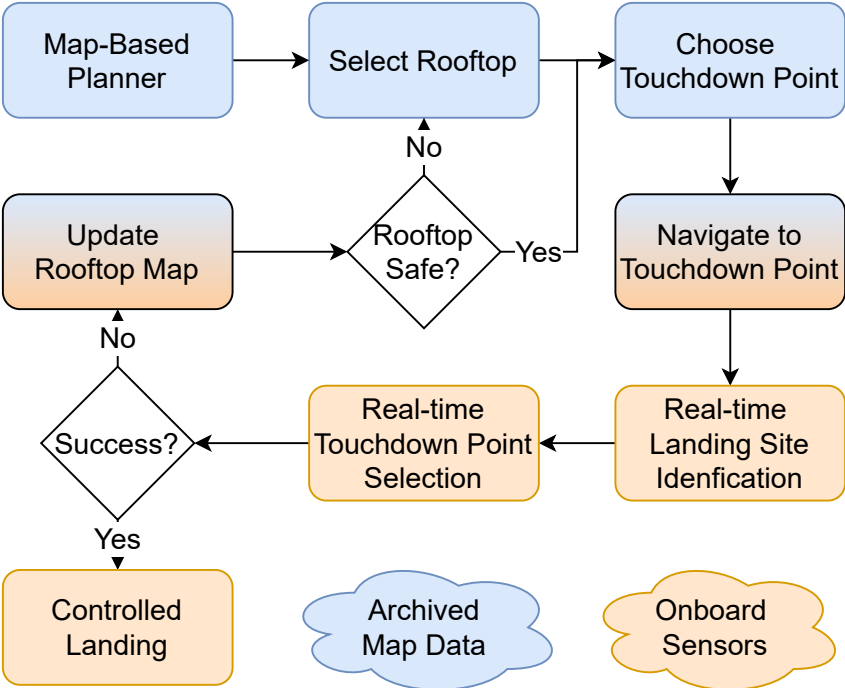 Map-Based
Planner
Select Rooftop
Choose
Touchdown Point
No
Update
Rooftop Map
Rooftop
Safe?
Yes
Navigate to
Touchdown Point
No
Success?
Real-time
Touchdown Point
Selection
Real-time
Landing Site
Idenfication
Yes
Controlled
Landing
Archived
Map Data
Onboard
Sensors